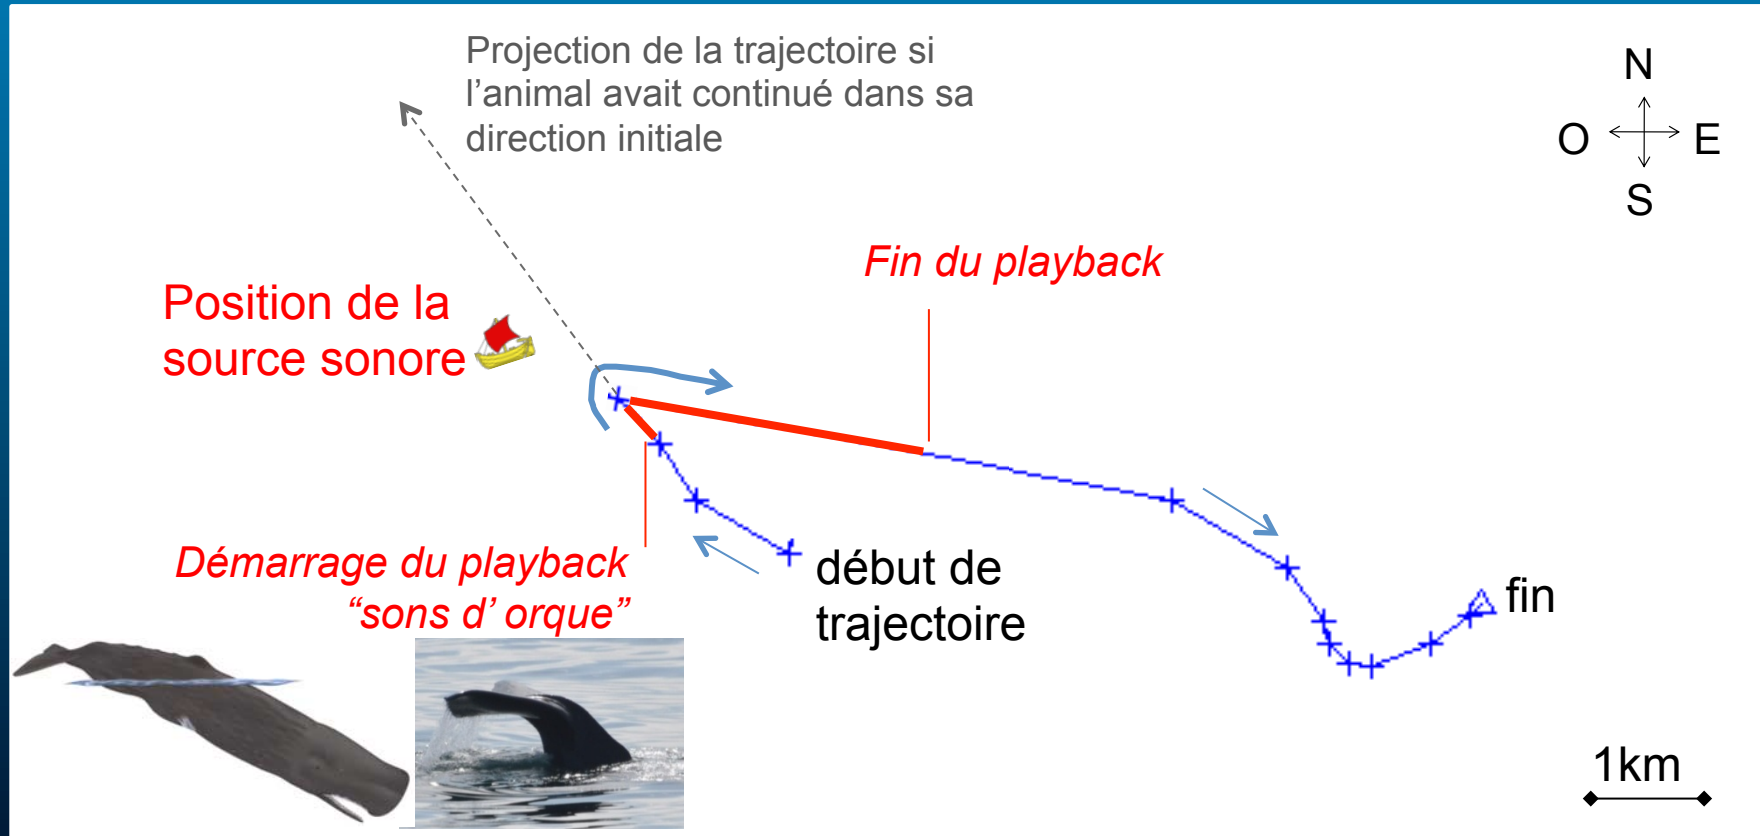 Projection de la trajectoire si
l’animal avait continué dans sa
direction initiale
N
O
E
S
Fin du playback
Position de la
source sonore
Démarrage du playback
“sons d’ orque”
début de
trajectoire
fin
1km